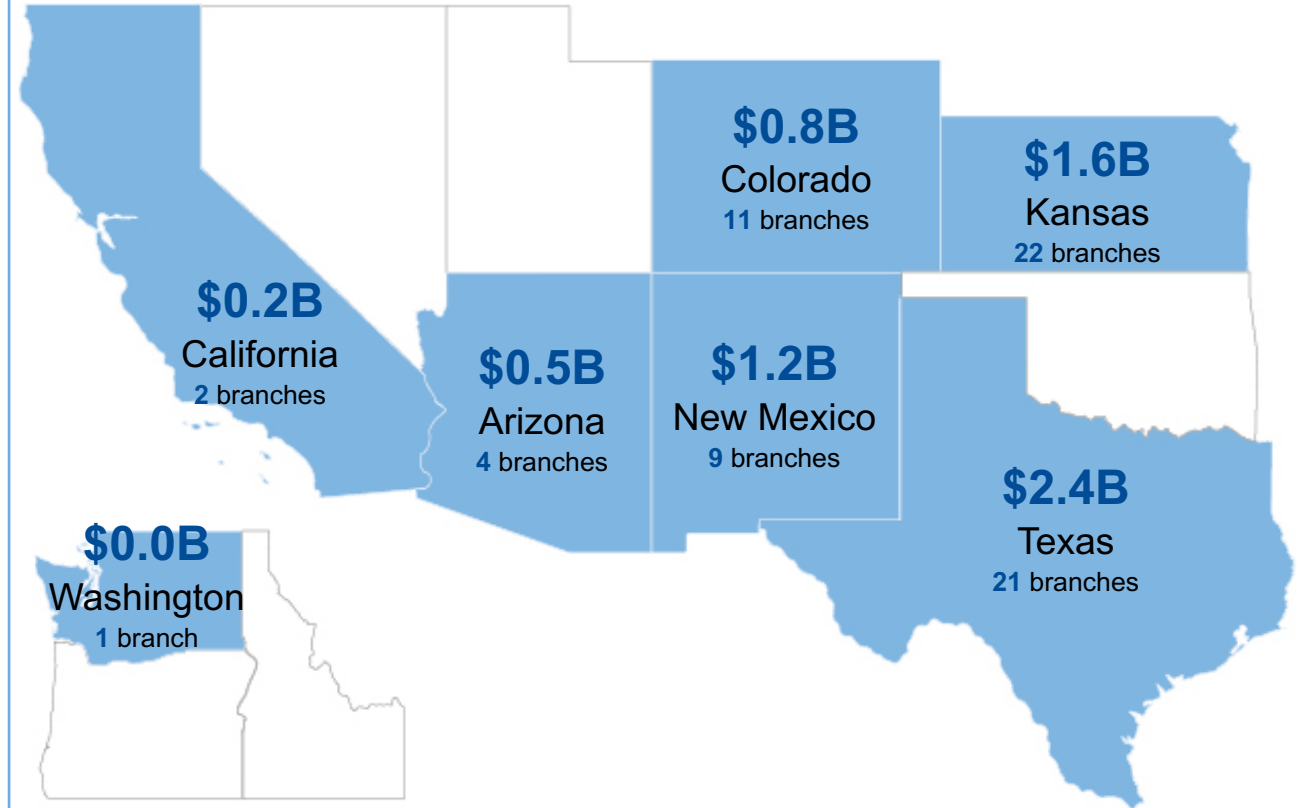 $0.8B
Colorado
11 branches
$1.6B
Kansas
22 branches
$0.2B
California
2 branches
$0.5B
Arizona
4 branches
$1.2B
New Mexico
9 branches
$2.4B
Texas
21 branches
$0.0B
Washington
1 branch